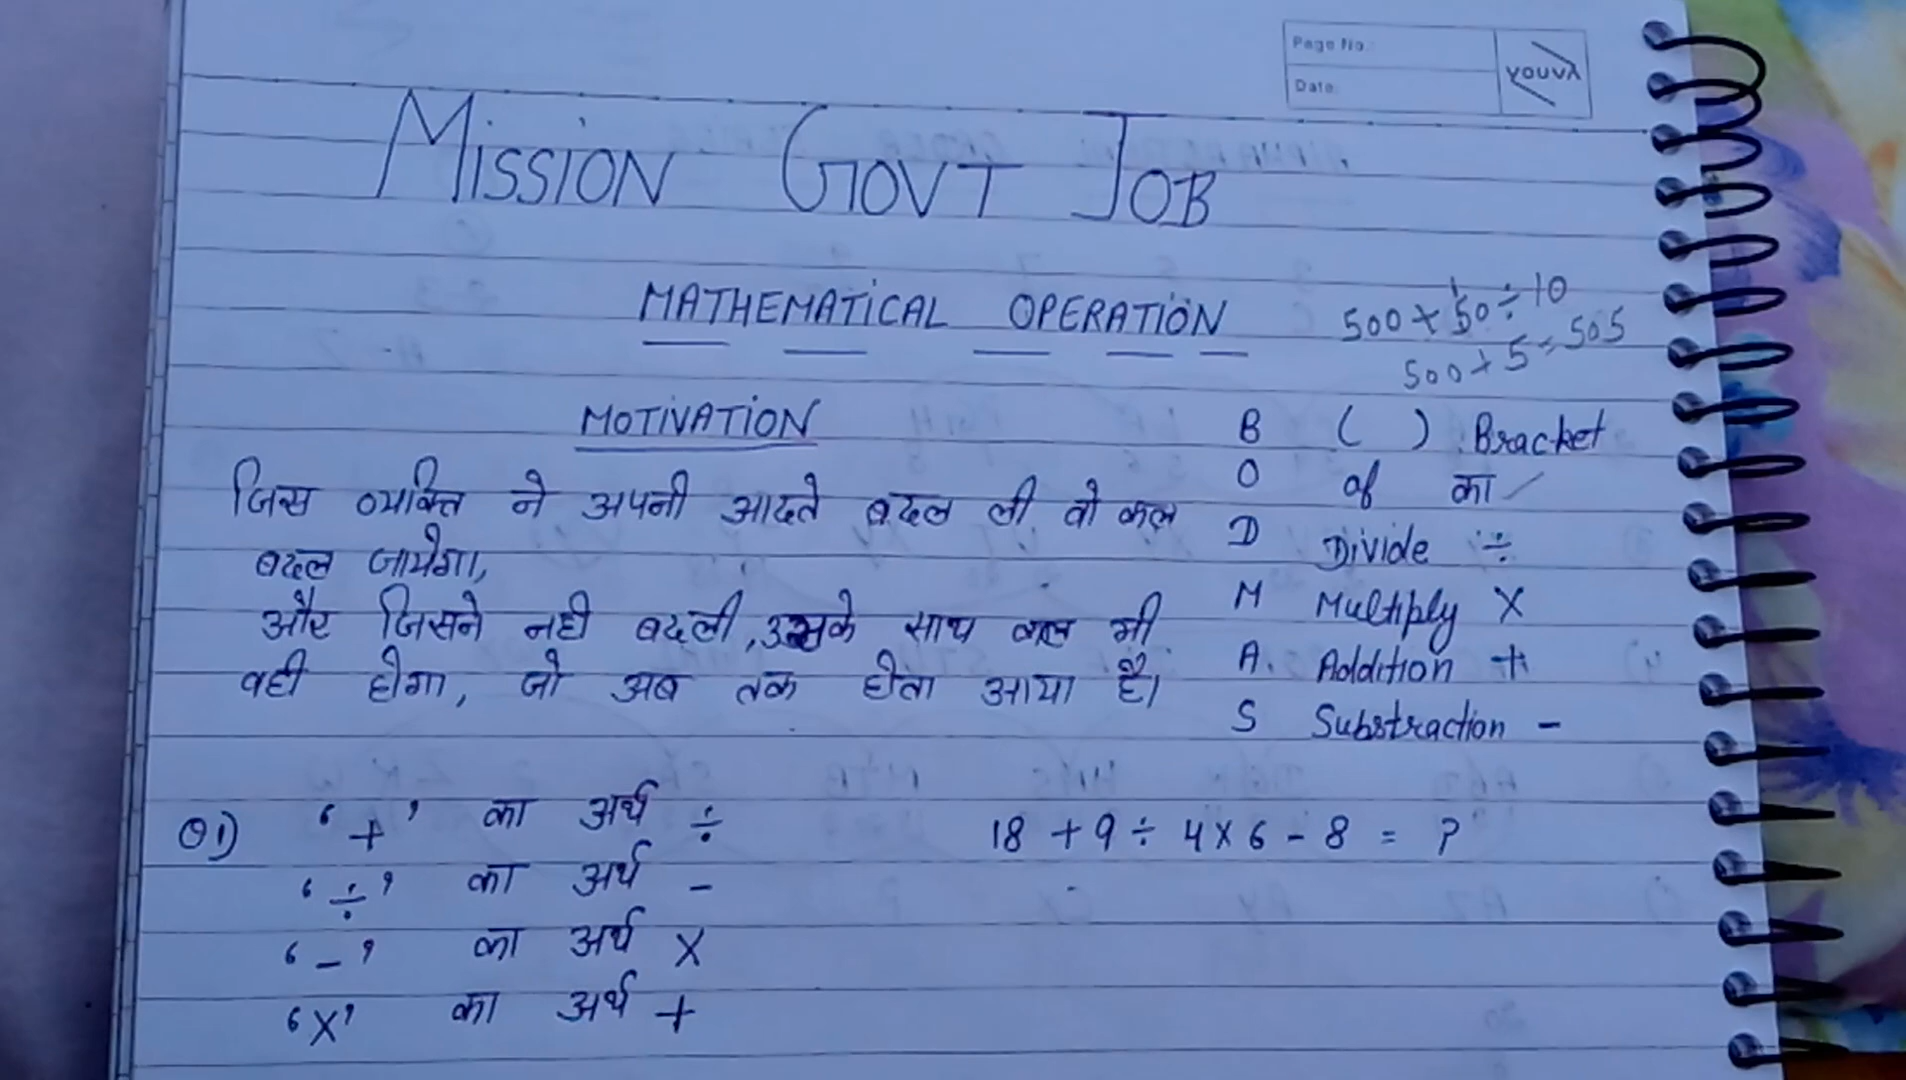 Page No.
Date.
youva
MISSION GOVT JOB
MATHEMATICAL OPERATION
500 + 50 ÷ 10
500 + 5 = 505
MOTIVATION
जिस व्यक्ति ने अपनी आदते बदल ली वो कल
बदल जायेगा,
और जिसने नही बदली, उसके साथ कल भी
वही होगा, जो अब तक होता आया है।
B ( ) Bracket
O of का
D Divide ÷
M Multiply X
A. Addition +
S Substraction -
Q1) '+' का अर्थ ÷
'÷' का अर्थ -
'-' का अर्थ X
'X' का अर्थ +
18 + 9 ÷ 4 X 6 - 8 = ?